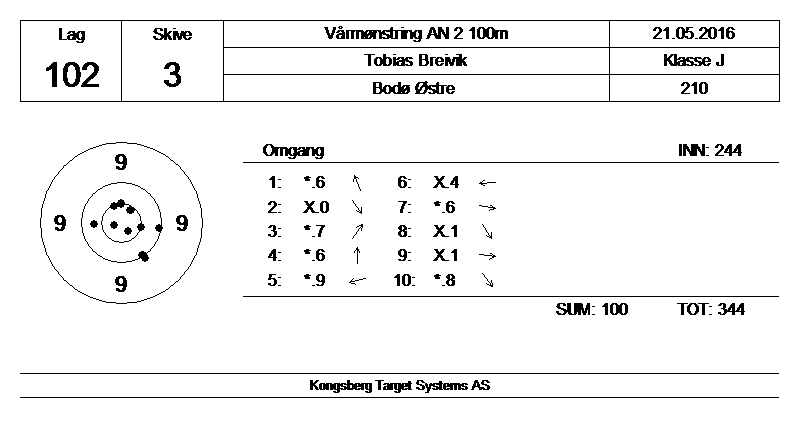 Lag Skive Vårmønstring AN 2 100m 21.05.2016
102 3 Tobias Breivik Klasse J
Bodø Østre 210
Omgang INN: 244
9
9 9
9
1: *.6 6: X.4
2: X.0 7: *.6
3: *.7 8: X.1
4: *.6 9: X.1
5: *.9 10: *.8
SUM: 100 TOT: 344
Kongsberg Target Systems AS